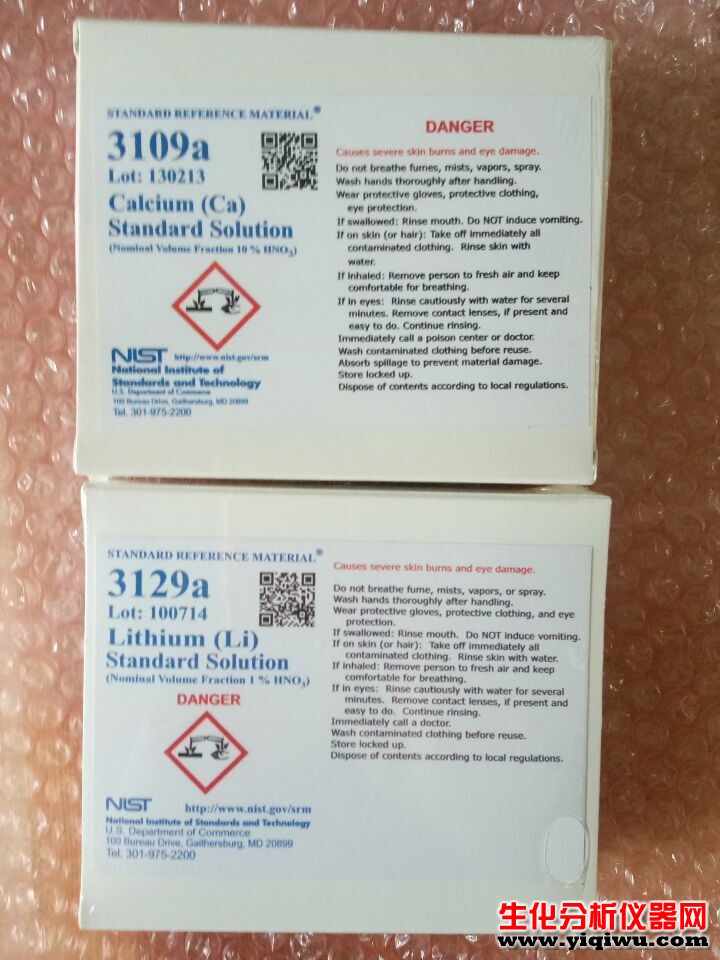 STANDARD REFERENCE MATERIAL®
3109a
Lot: 130213
Calcium (Ca)
Standard Solution
(Nominal Volume Fraction 10 % HNO3)
NIST http://www.nist.gov/srm
National Institute of
Standards and Technology
U.S. Department of Commerce
100 Bureau Drive, Gaithersburg, MD 20899
Tel. 301-975-2200
DANGER
Causes severe skin burns and eye damage.
Do not breathe fumes, mists, vapors, spray.
Wash hands thoroughly after handling.
Wear protective gloves, protective clothing,
eye protection.
If swallowed: Rinse mouth. Do NOT induce vomiting.
If on skin (or hair): Take off immediately all
contaminated clothing. Rinse skin with
water.
If inhaled: Remove person to fresh air and keep
comfortable for breathing.
If in eyes: Rinse cautiously with water for several
minutes. Remove contact lenses, if present and
easy to do. Continue rinsing.
Immediately call a poison center or doctor.
Wash contaminated clothing before reuse.
Absorb spillage to prevent material damage.
Store locked up.
Dispose of contents according to local regulations.
STANDARD REFERENCE MATERIAL®
3129a
Lot: 100714
Lithium (Li)
Standard Solution
(Nominal Volume Fraction 1 % HNO3)
DANGER
NIST http://www.nist.gov/srm
National Institute of Standards and Technology
U.S. Department of Commerce
100 Bureau Drive, Gaithersburg, MD 20899
Tel. 301-975-2200
Causes severe skin burns and eye damage.
Do not breathe fume, mists, vapors, or spray.
Wash hands thoroughly after handling.
Wear protective gloves, protective clothing, and eye
protection.
If swallowed: Rinse mouth. Do NOT induce vomiting.
If on skin (or hair): Take off immediately all
contaminated clothing. Rinse skin with water.
If inhaled: Remove person to fresh air and keep
comfortable for breathing.
If in eyes: Rinse cautiously with water for several
minutes. Remove contact lenses, if present and
easy to do. Continue rinsing.
Immediately call a doctor.
Wash contaminated clothing before reuse.
Store locked up.
Dispose of contents according to local regulations.
生化分析仪器网
www.yiqiwu.com